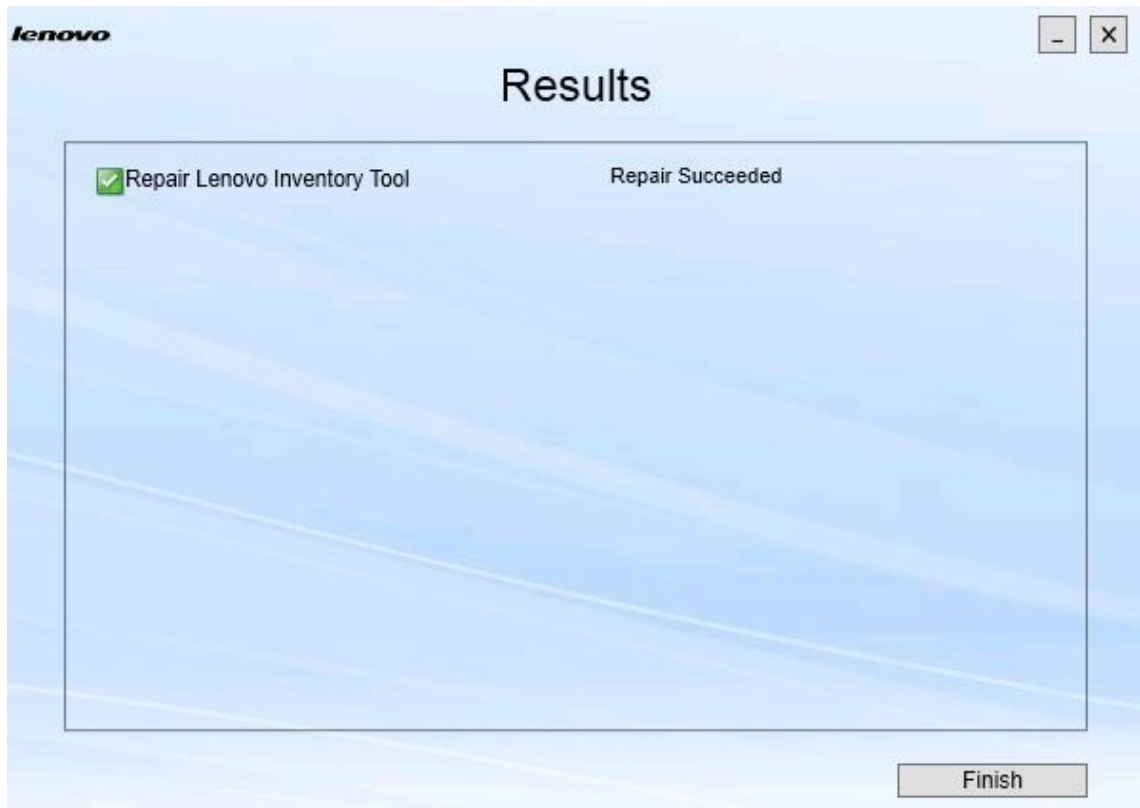 lenovo
Results
Repair Lenovo Inventory Tool Repair Succeeded
Finish